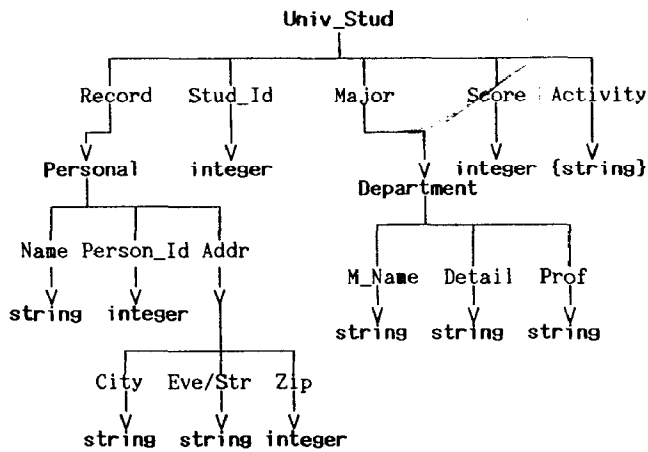 Univ_Stud
Record Stud_Id Major Score Activity
Personal integer Department integer {string}
Name Person_Id Addr M_Name Detail Prof
string integer string string string
City Eve/Str Zip
string string integer